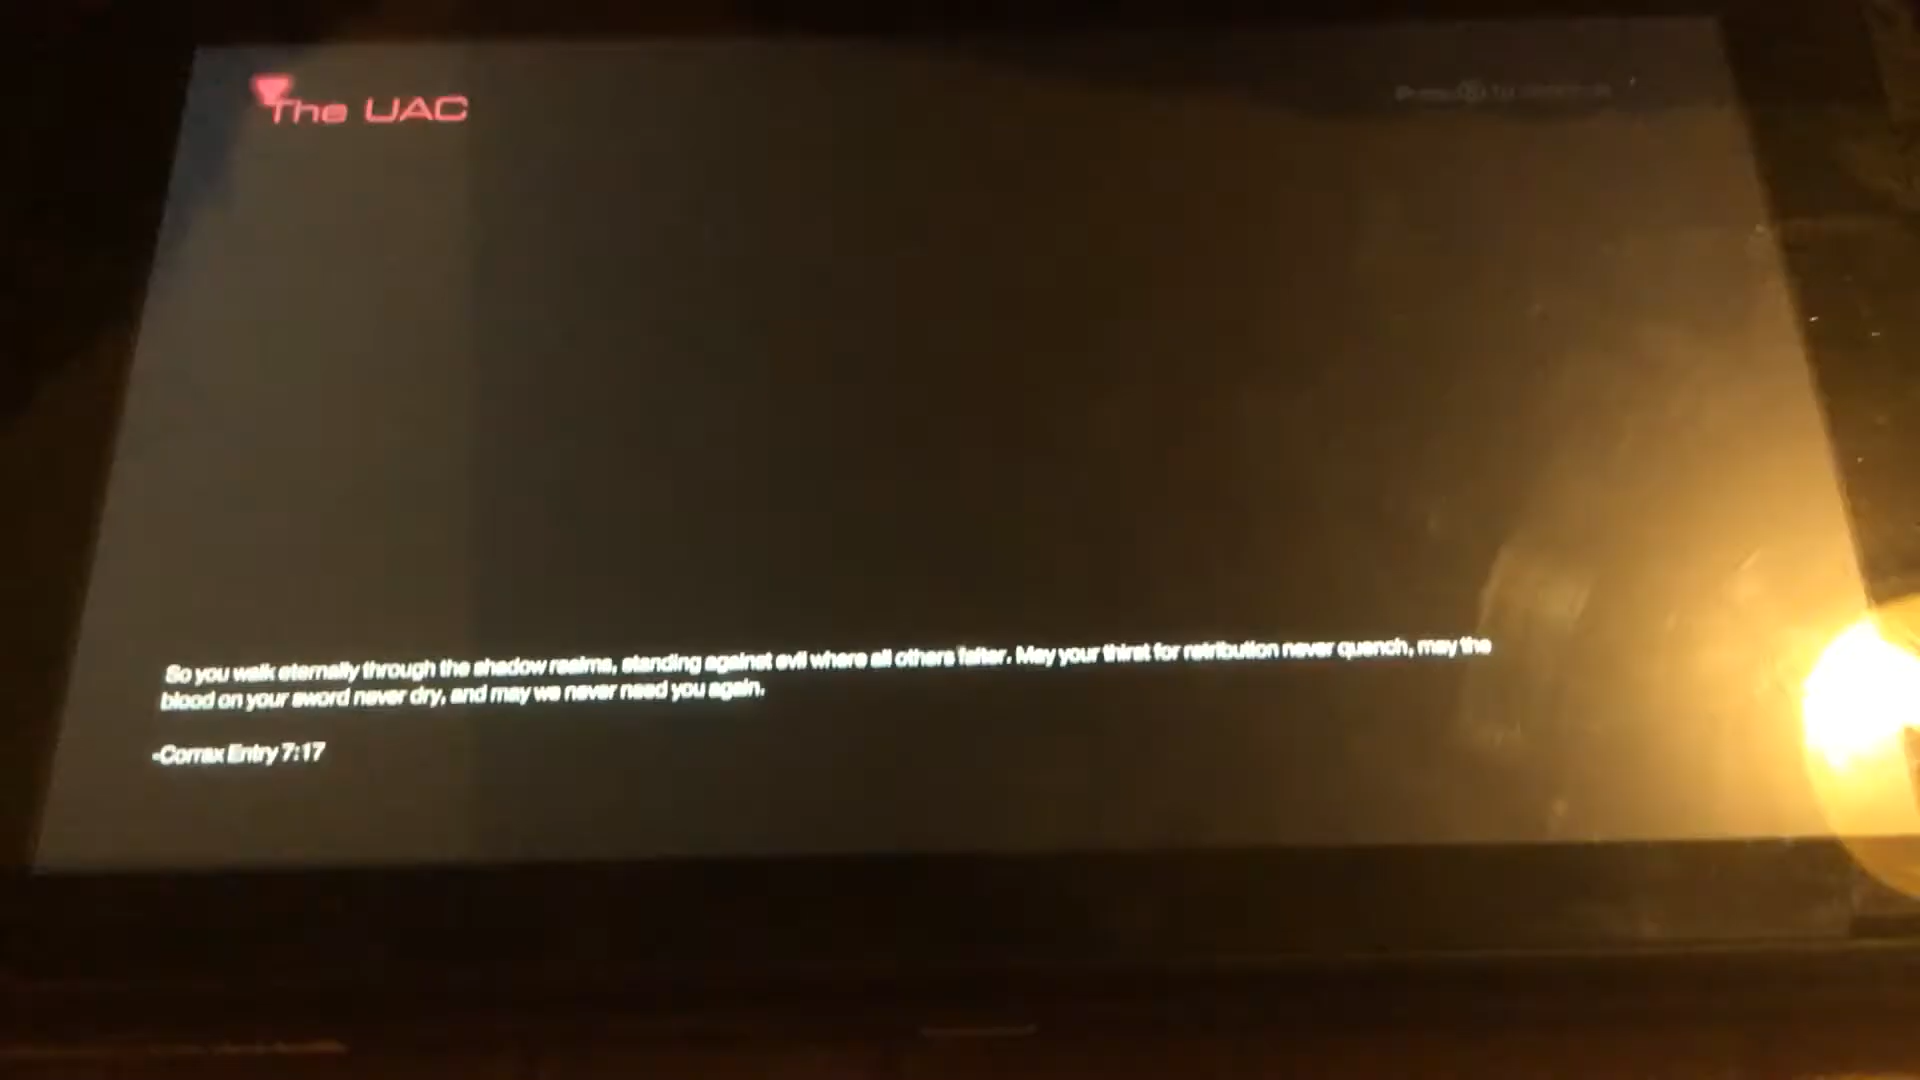 The UAC
Press to
So you walk eternally through the shadow realms, standing against evil where all others falter. May your thirst for retribution never quench, may the
blood on your sword never dry, and may we never need you again.
-Corrax Entry 7:17